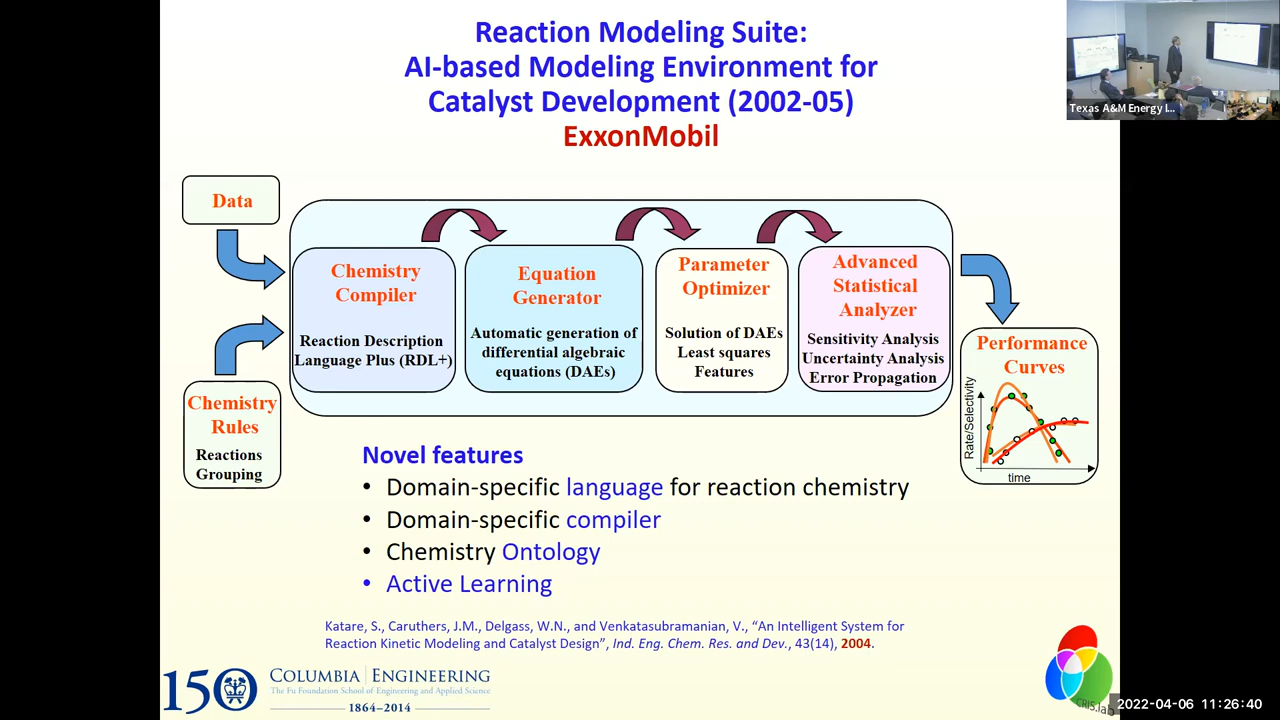 Reaction Modeling Suite:
AI-based Modeling Environment for
Catalyst Development (2002-05)
ExxonMobil
Texas A&M Energy I...
Data
Chemistry
Compiler
Reaction Description
Language Plus (RDL+)
Equation
Generator
Automatic generation of
differential algebraic
equations (DAEs)
Parameter
Optimizer
Solution of DAEs
Least squares
Features
Advanced
Statistical
Analyzer
Sensitivity Analysis
Uncertainty Analysis
Error Propagation
Performance
Curves
Rate/Selectivity
time
Chemistry
Rules
Reactions
Grouping
Novel features
• Domain-specific language for reaction chemistry
• Domain-specific compiler
• Chemistry Ontology
• Active Learning
Katare, S., Caruthers, J.M., Delgass, W.N., and Venkatasubramanian, V., “An Intelligent System for
Reaction Kinetic Modeling and Catalyst Design”, Ind. Eng. Chem. Res. and Dev., 43(14), 2004.
150
COLUMBIA | ENGINEERING
The Fu Foundation School of Engineering and Applied Science
1864–2014
CRIS.lab
2022-04-06 11:26:40